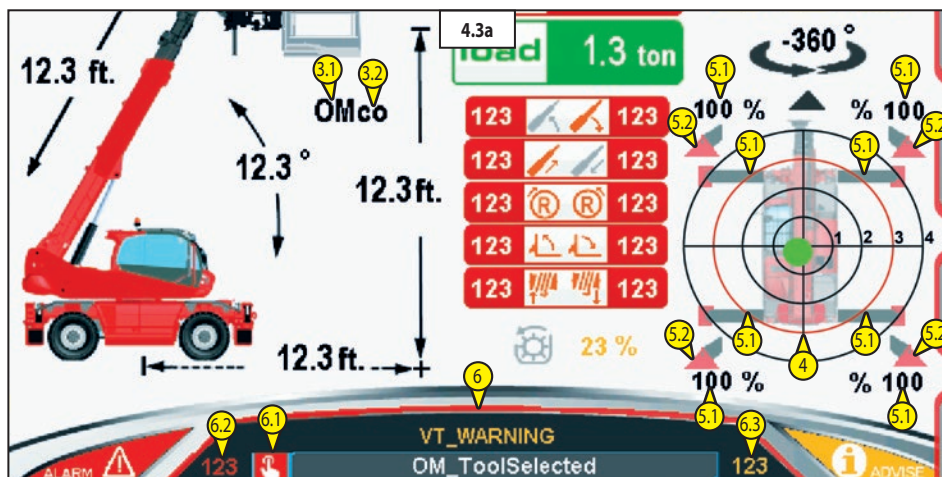 4.3a
load 1.3 ton
-360 °
12.3 ft.
3.1 3.2
OMco
12.3 °
12.3 ft.
12.3 ft.
123 123
123 123
123 R R 123
123 123
123 123
23 %
5.1 5.1
100 % % 100
5.2 5.2
5.1 5.1
1 2 3 4
5.2 5.1 5.1 5.2
4
100 % % 100
5.1 5.1
6
6.2 6.1 6.3
VT_WARNING
ALARM 123 OM_ToolSelected 123 i ADVISE